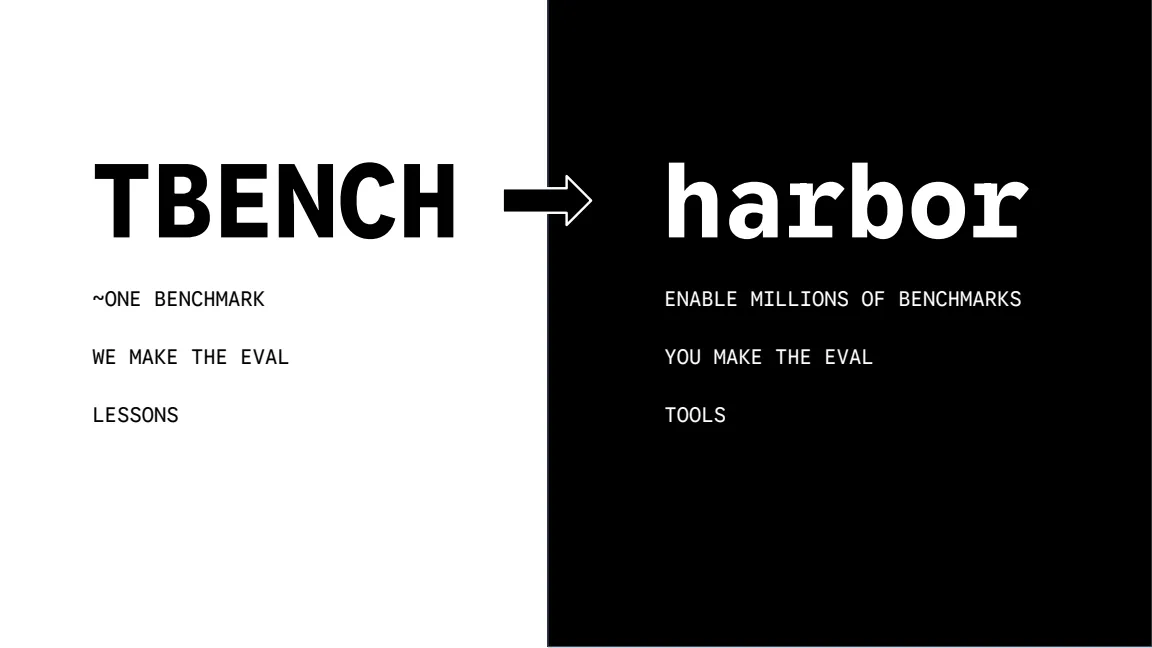 TBENCH
~ONE BENCHMARK
WE MAKE THE EVAL
LESSONS
harbor
ENABLE MILLIONS OF BENCHMARKS
YOU MAKE THE EVAL
TOOLS